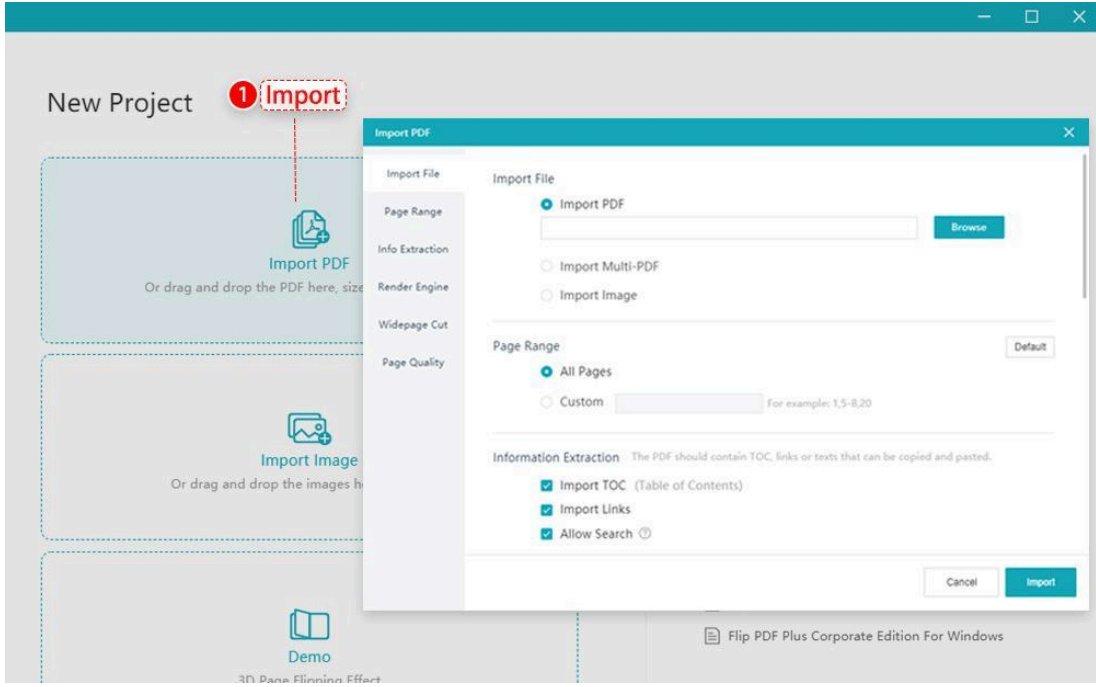 New Project
1 Import
Import PDF
Or drag and drop the PDF here, size
Import Image
Or drag and drop the images h
Demo
3D Page Flipping Effect
Import PDF
Import File
Page Range
Info Extraction
Render Engine
Widepage Cut
Page Quality
Import File
Import PDF
Browse
Import Multi-PDF
Import Image
Page Range
Default
All Pages
Custom For example: 1,5-8,20
Information Extraction The PDF should contain TOC, links or texts that can be copied and pasted.
Import TOC (Table of Contents)
Import Links
Allow Search ?
Cancel Import
Flip PDF Plus Corporate Edition For Windows